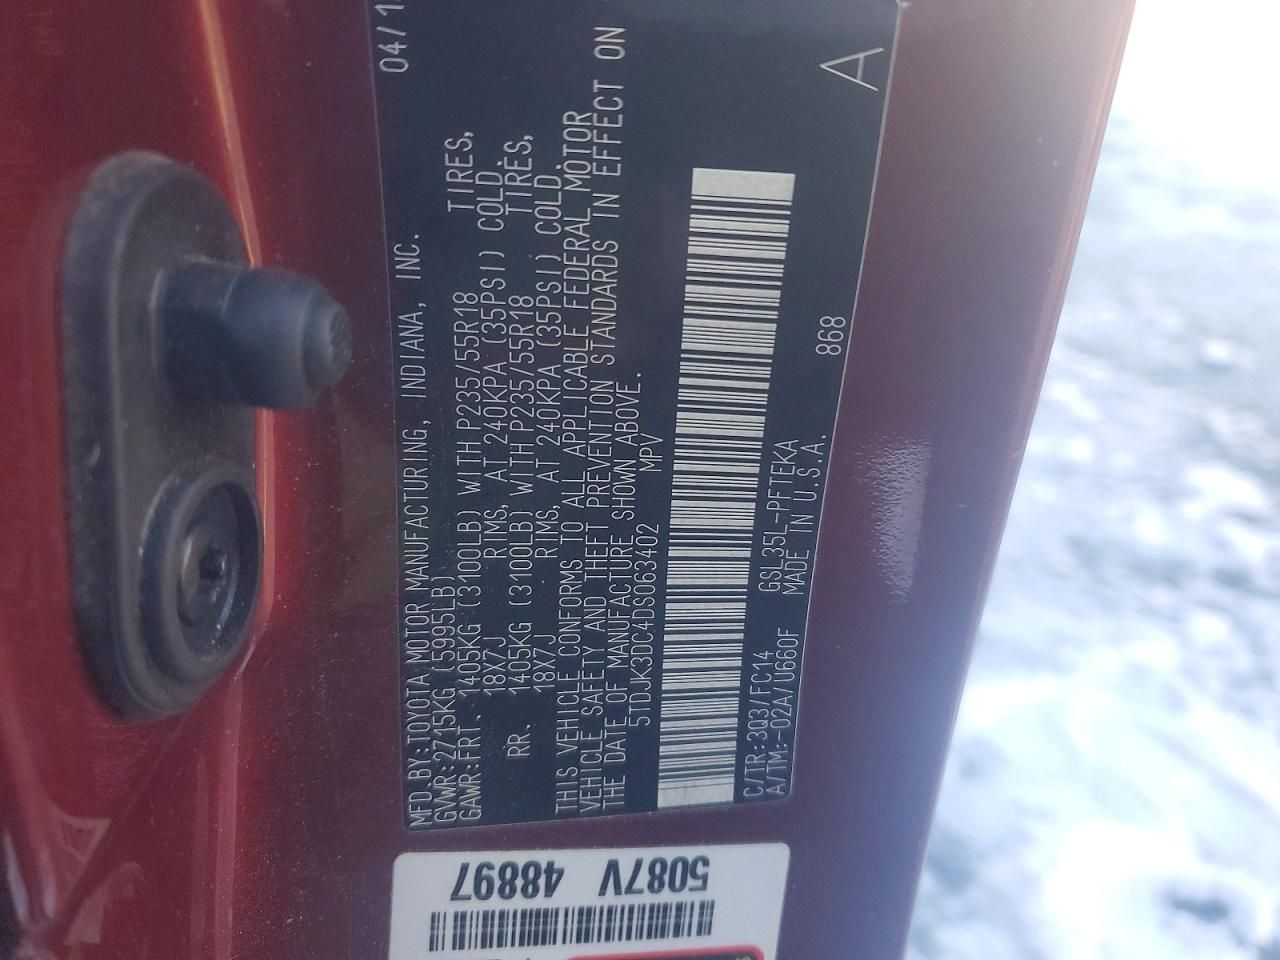 04/1
MFD.BY:TOYOTA MOTOR MANUFACTURING, INDIANA, INC.
GVWR:2715KG(5995LB)
GAWR:FRT. 1405KG(3100LB) WITH P235/55R18 TIRES,
18X7J RIMS, AT 240KPA(35PSI) COLD.
RR. 1405KG(3100LB) WITH P235/55R18 TIRES,
18X7J RIMS, AT 240KPA(35PSI) COLD.
THIS VEHICLE CONFORMS TO ALL APPLICABLE FEDERAL MOTOR
VEHICLE SAFETY AND THEFT PREVENTION STANDARDS IN EFFECT ON
THE DATE OF MANUFACTURE SHOWN ABOVE.
5TDJK3DC4DS063402 MPV
C/TR:3Q3/FC14 GSL35L-PFTEKA
A/TM:-02A/U660F MADE IN U.S.A.
868
A
5087V
48897